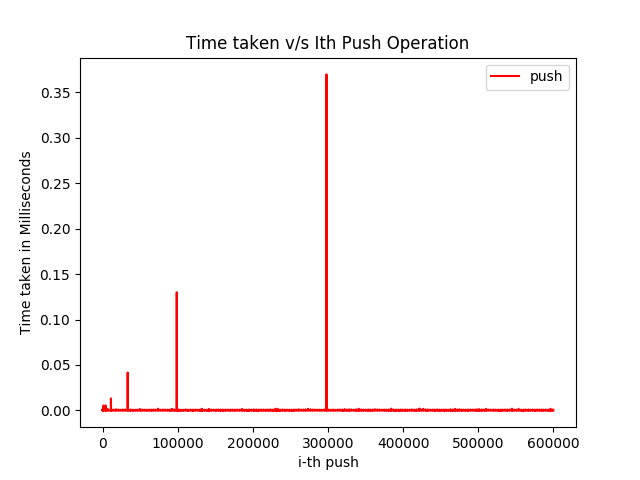 Time taken v/s Ith Push Operation
push
Time taken in Milliseconds
0.35
0.30
0.25
0.20
0.15
0.10
0.05
0.00
0 100000 200000 300000 400000 500000 600000
i-th push